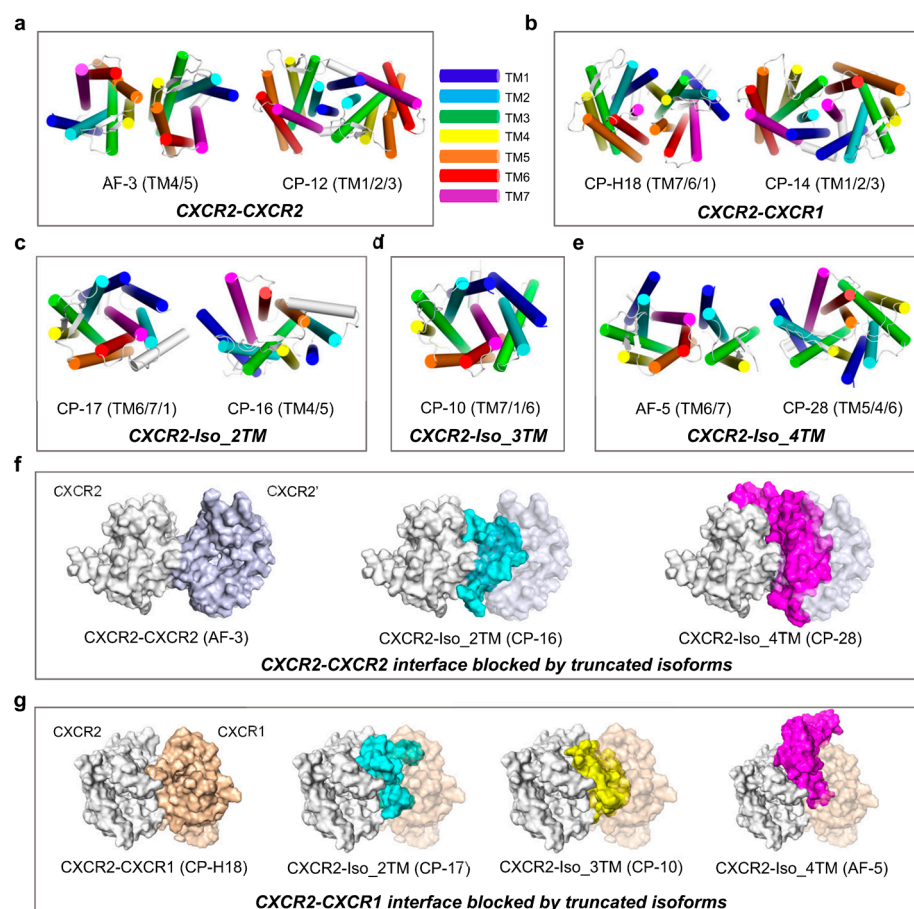 a
b
TM1
TM2
TM3
TM4
TM5
TM6
TM7
AF-3 (TM4/5)
CP-12 (TM1/2/3)
CXCR2-CXCR2
CP-H18 (TM7/6/1)
CP-14 (TM1/2/3)
CXCR2-CXCR1
c
d
e
CP-17 (TM6/7/1)
CP-16 (TM4/5)
CXCR2-Iso_2TM
CP-10 (TM7/1/6)
CXCR2-Iso_3TM
AF-5 (TM6/7)
CP-28 (TM5/4/6)
CXCR2-Iso_4TM
f
CXCR2
CXCR2'
CXCR2-CXCR2 (AF-3)
CXCR2-Iso_2TM (CP-16)
CXCR2-Iso_4TM (CP-28)
CXCR2-CXCR2 interface blocked by truncated isoforms
g
CXCR2
CXCR1
CXCR2-CXCR1 (CP-H18)
CXCR2-Iso_2TM (CP-17)
CXCR2-Iso_3TM (CP-10)
CXCR2-Iso_4TM (AF-5)
CXCR2-CXCR1 interface blocked by truncated isoforms